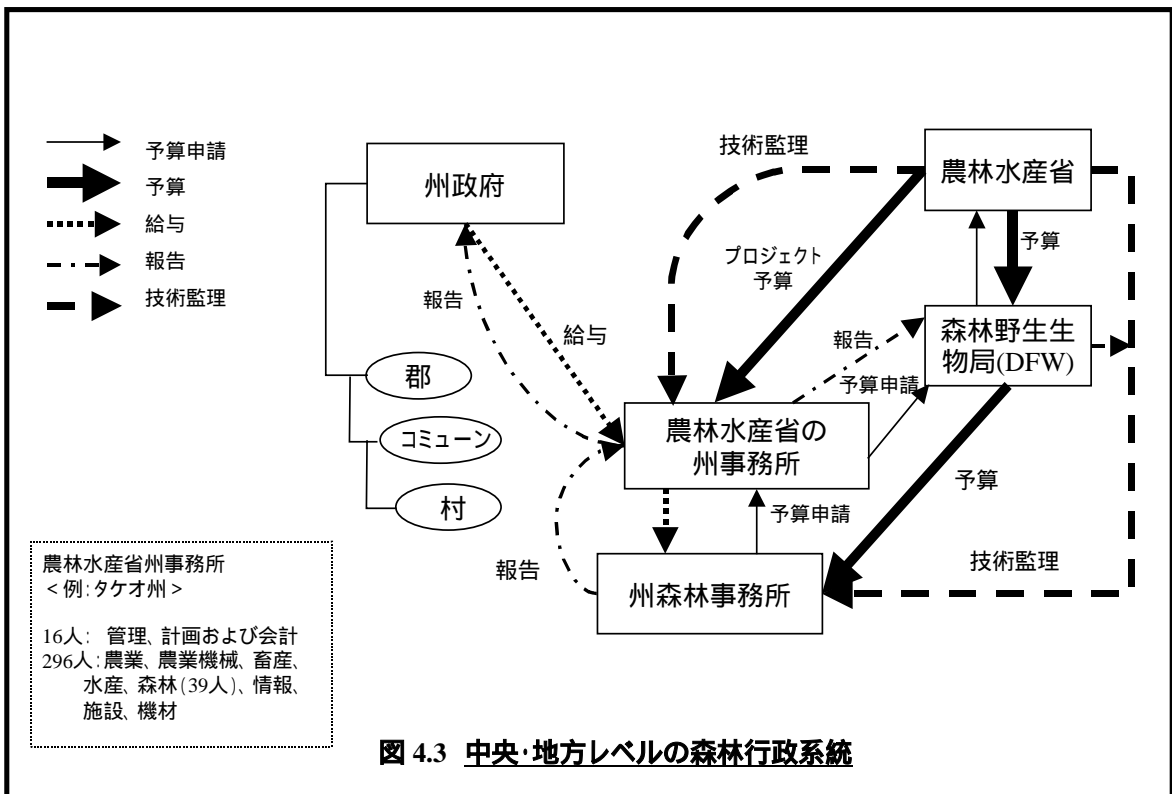 予算申請
予算
給与
報告
技術監理
州政府
郡
コミューン
村
技術監理
農林水産省
プロジェクト
予算
予算
報告
給与
報告
予算申請
森林野生生
物局(DFW)
農林水産省の
州事務所
予算
予算申請
報告
州森林事務所
技術監理
農林水産省州事務所
<例:タケオ州>
16人: 管理、計画および会計
296人:農業、農業機械、畜産、
水産、森林(39人)、情報、
施設、機材
図 4.3 中央・地方レベルの森林行政系統